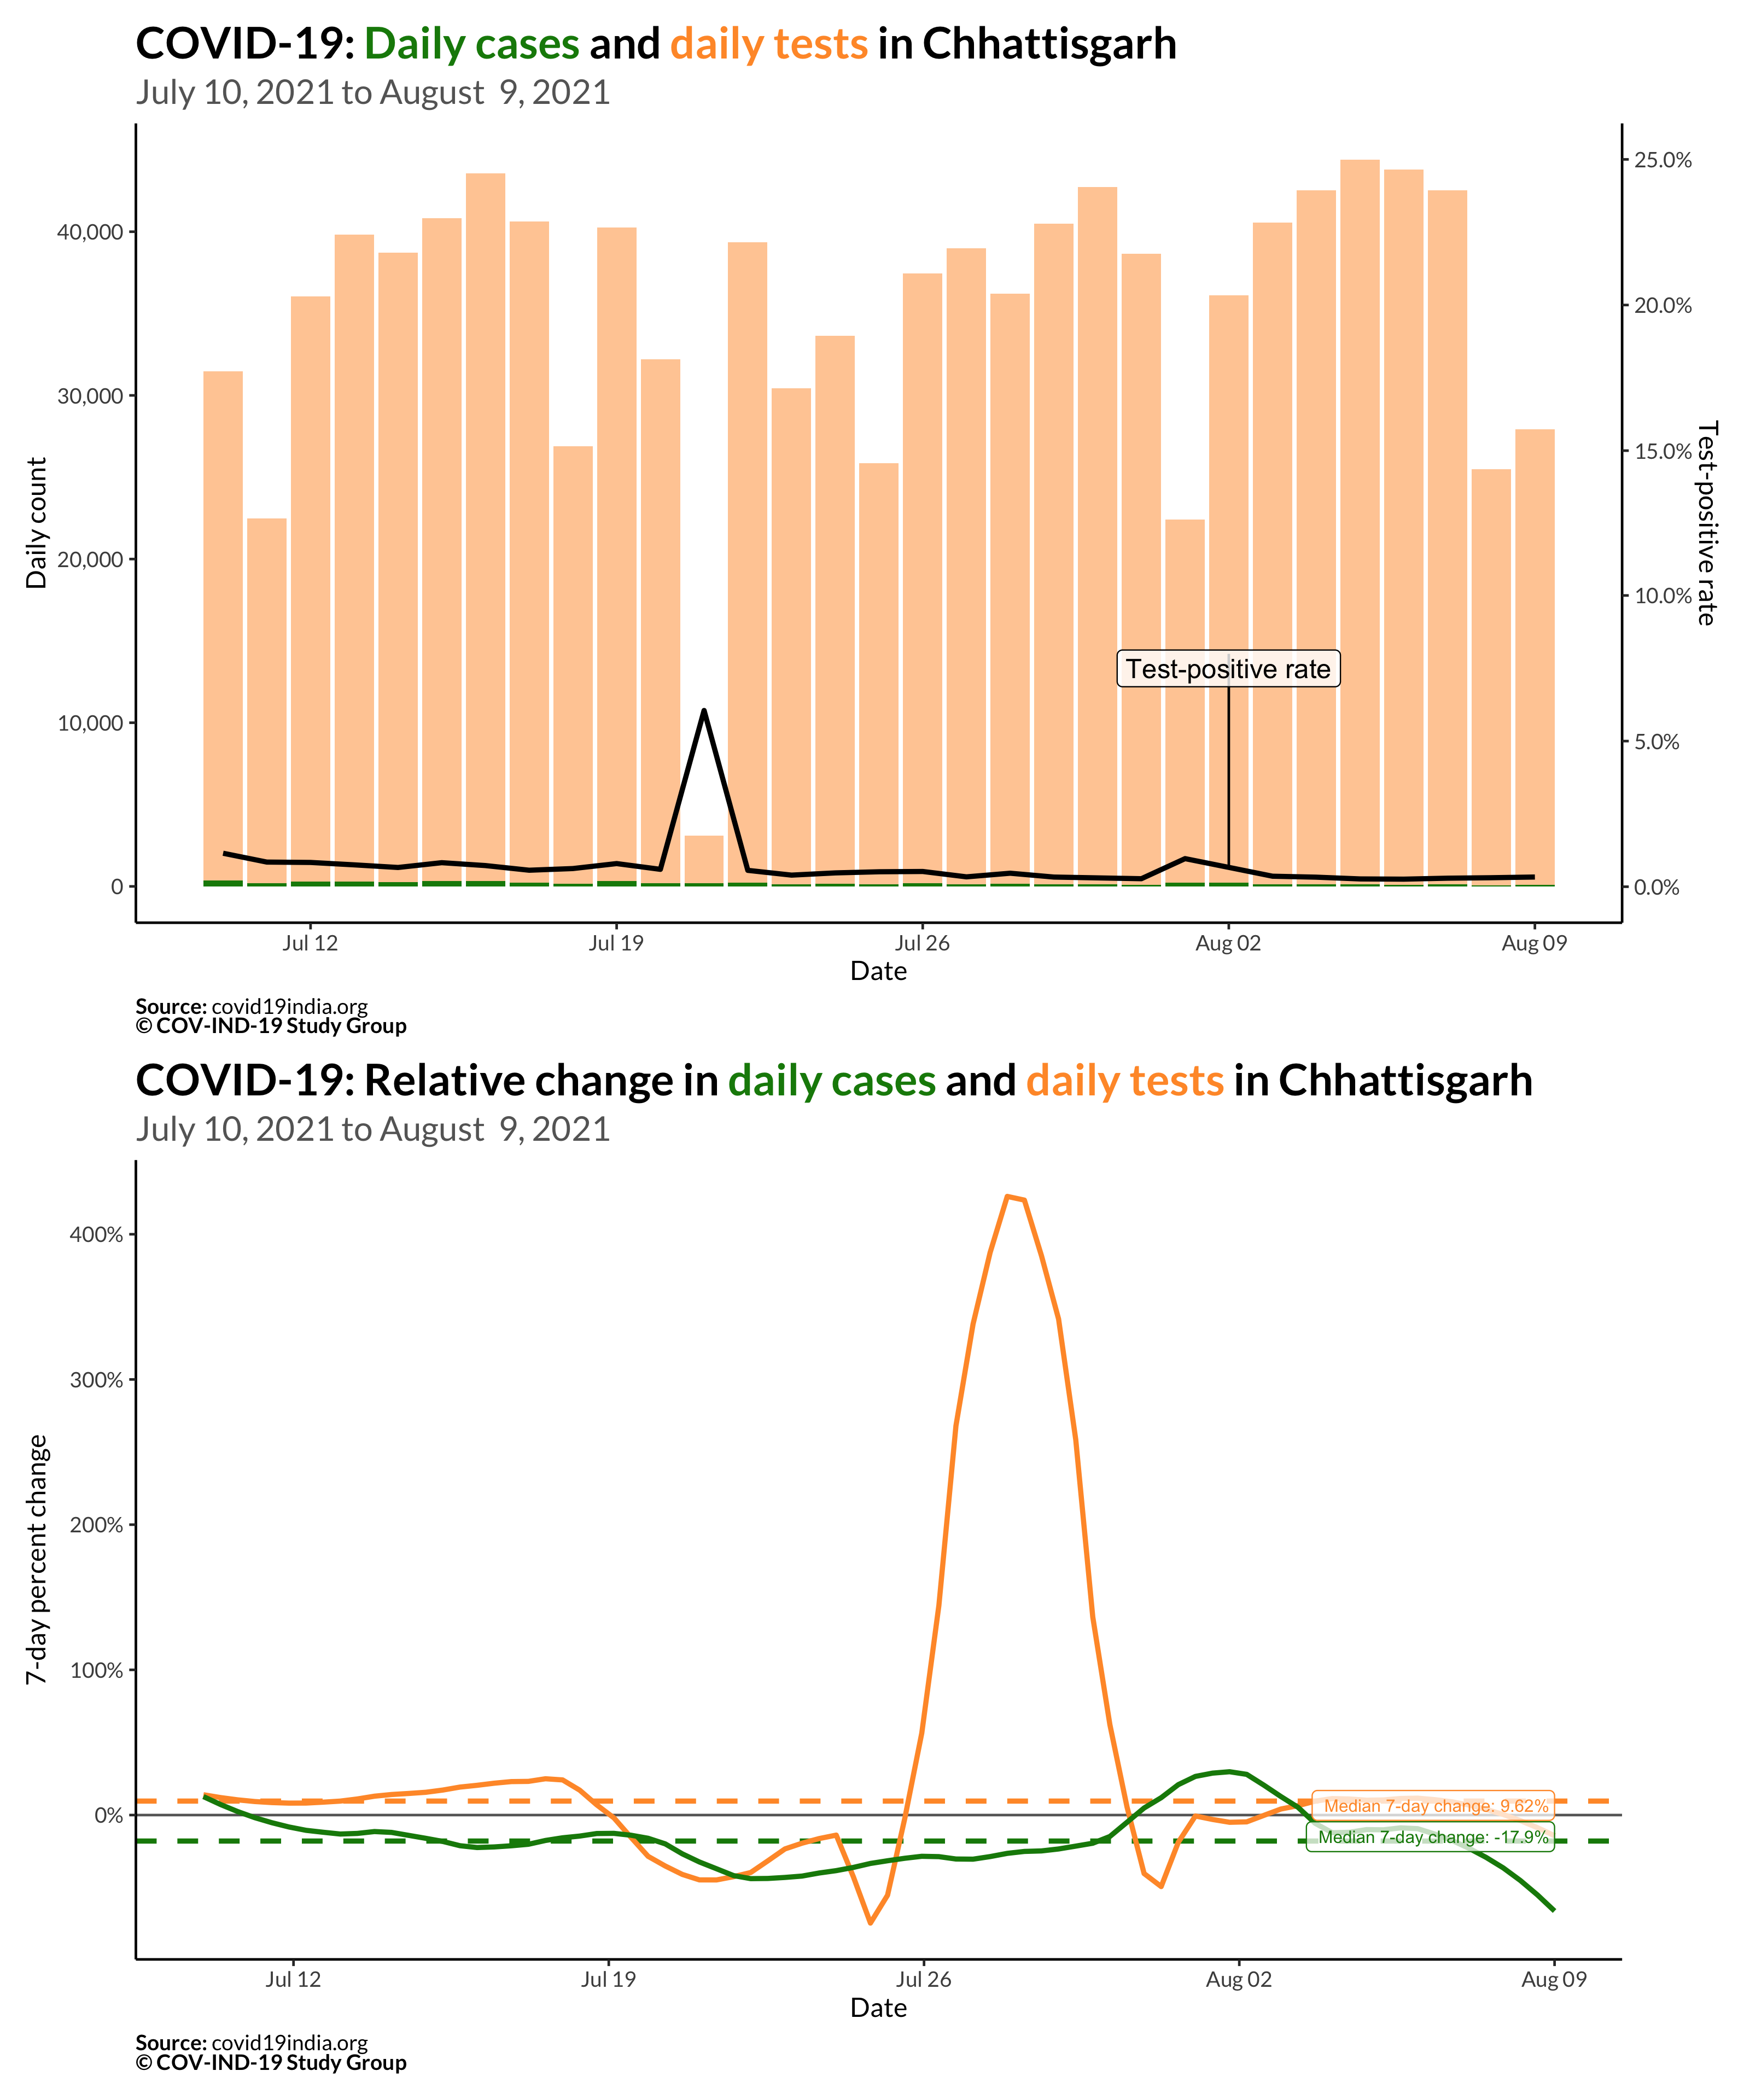 COVID-19: Daily cases and daily tests in Chhattisgarh
July 10, 2021 to August  9, 2021
40,000
30,000
20,000
10,000
0
Daily count
25.0%
20.0%
15.0%
10.0%
5.0%
0.0%
Test-positive rate
Test-positive rate
Jul 12
Jul 19
Jul 26
Aug 02
Aug 09
Date
Source: covid19india.org
© COV-IND-19 Study Group
COVID-19: Relative change in daily cases and daily tests in Chhattisgarh
July 10, 2021 to August  9, 2021
400%
300%
200%
100%
0%
7-day percent change
Median 7-day change: 9.62%
Median 7-day change: -17.9%
Jul 12
Jul 19
Jul 26
Aug 02
Aug 09
Date
Source: covid19india.org
© COV-IND-19 Study Group